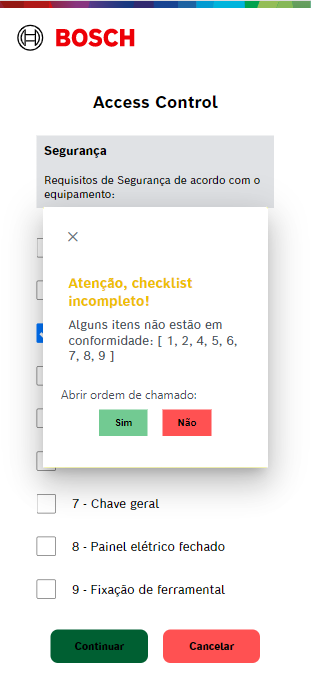 BOSCH
Access Control
Segurança
Requisitos de Segurança de acordo com o
equipamento:
Atenção, checklist
incompleto!
Alguns itens não estão em
conformidade: [ 1, 2, 4, 5, 6,
7, 8, 9 ]
Abrir ordem de chamado:
Sim Não
7 - Chave geral
8 - Painel elétrico fechado
9 - Fixação de ferramental
Continuar Cancelar